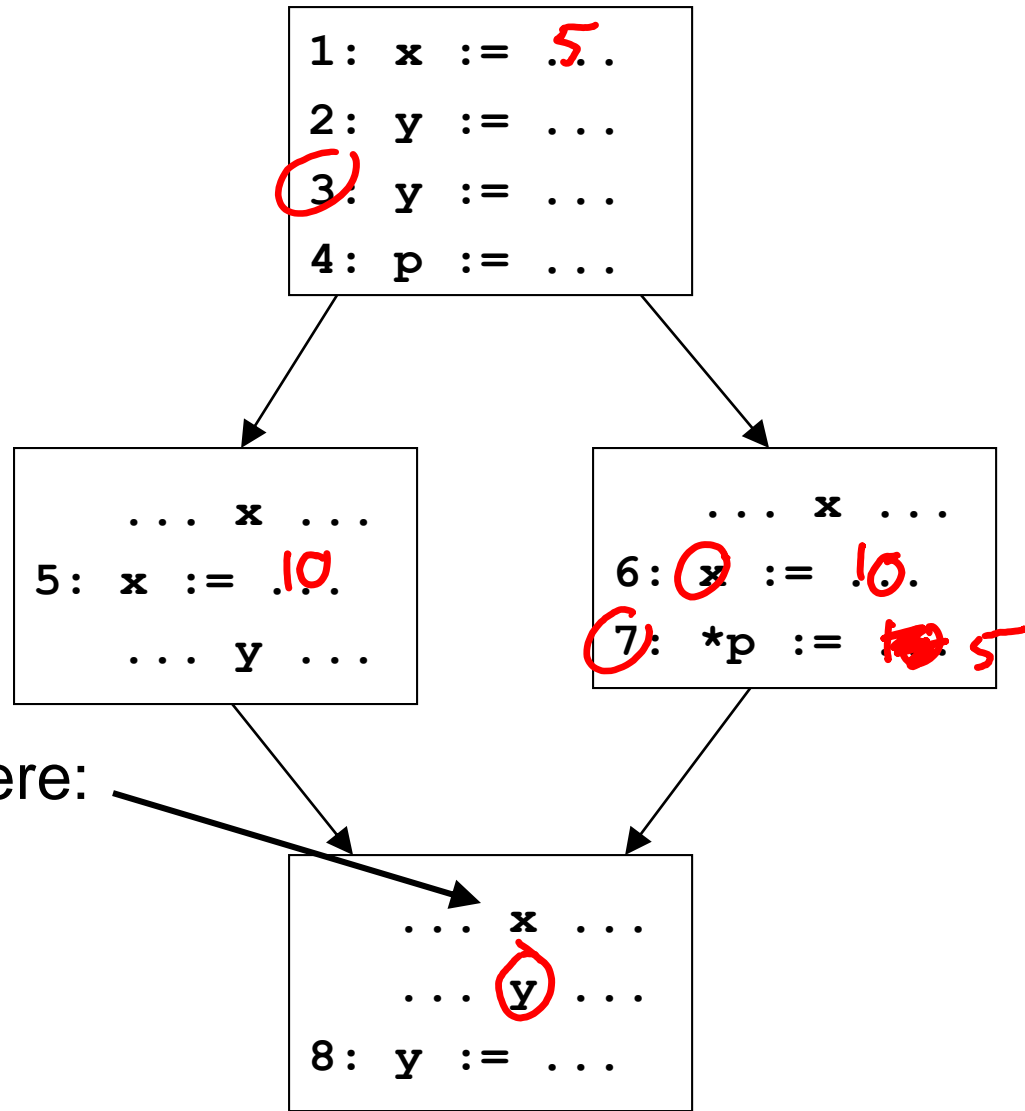 1: x := 5
2: y := ...
3: y := ...
4: p := ...
... x ...
5: x := ... 10
... y ...
... x ...
6: x := ... 10
7: *p := 5
ere:
... x ...
... y ...
8: y := ...